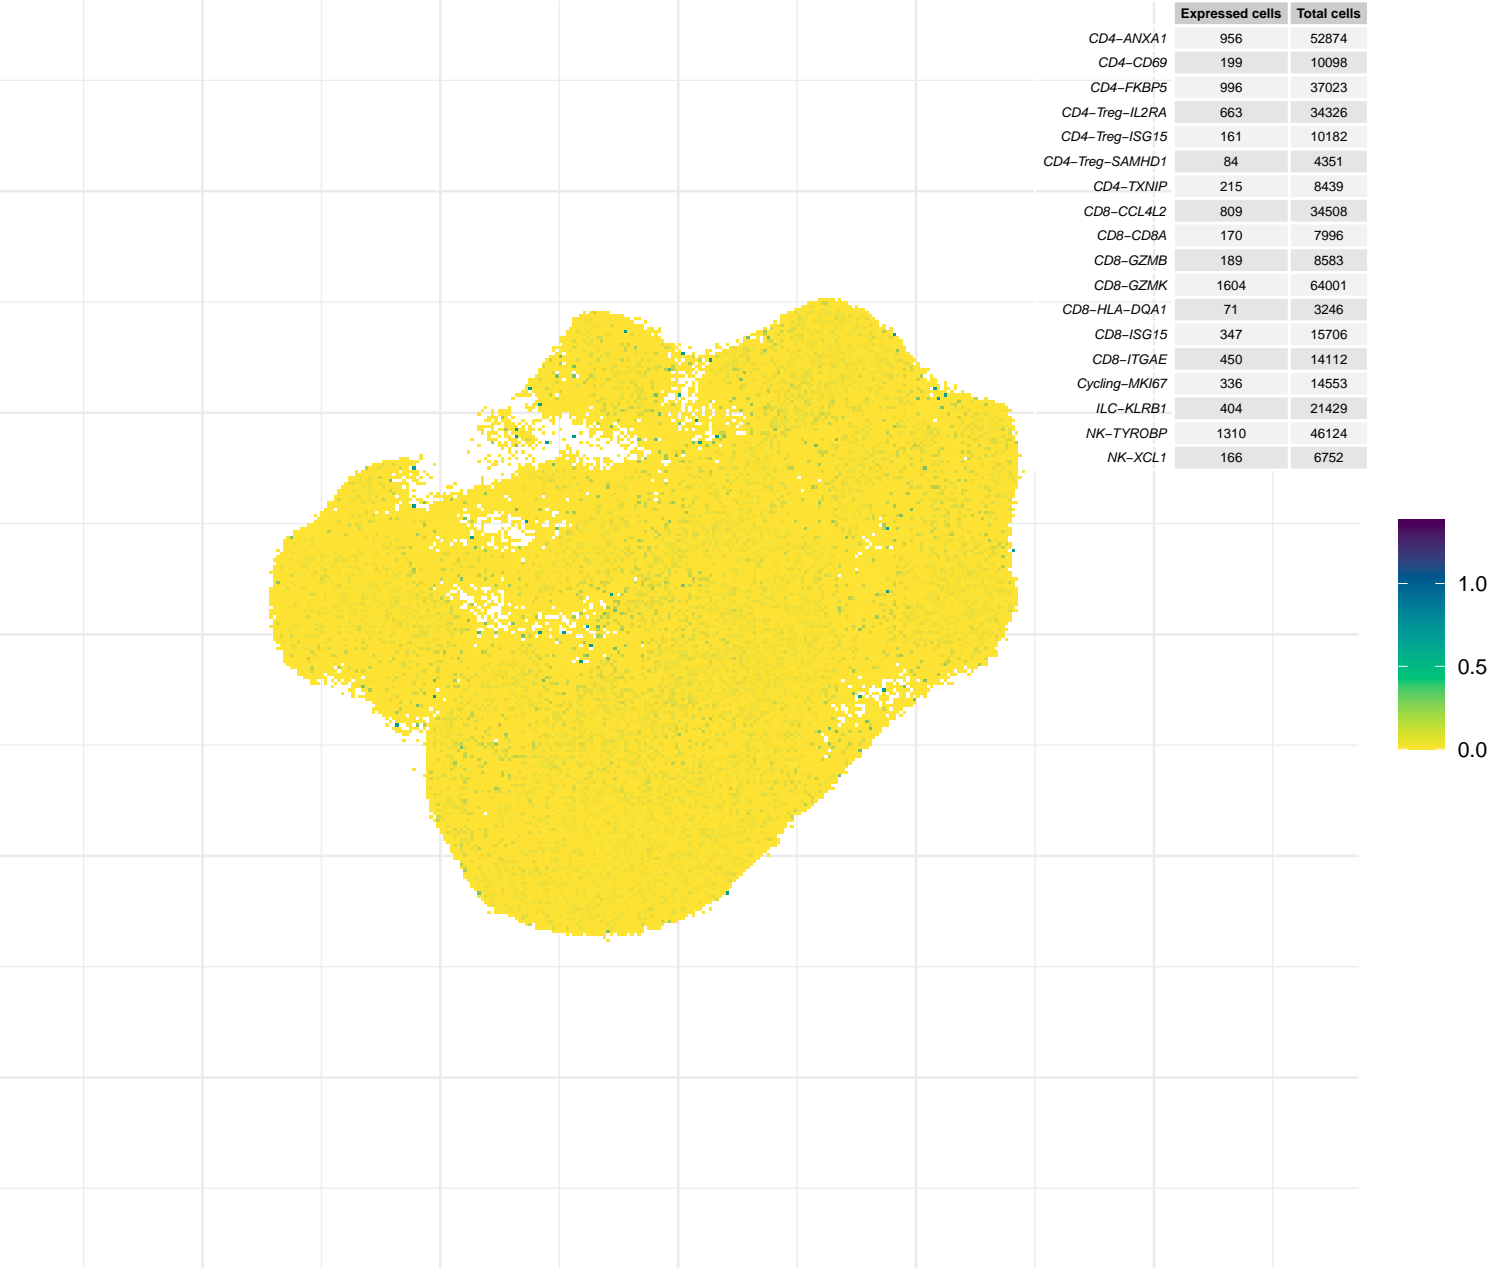 Expressed cells Total cells
CD4−ANXA1 956 52874
CD4−CD69 199 10098
CD4−FKBP5 996 37023
CD4−Treg−IL2RA 663 34326
CD4−Treg−ISG15 161 10182
CD4−Treg−SAMHD1 84 4351
CD4−TXNIP 215 8439
CD8−CCL4L2 809 34508
CD8−CD8A 170 7996
CD8−GZMB 189 8583
CD8−GZMK 1604 64001
CD8−HLA−DQA1 71 3246
CD8−ISG15 347 15706
CD8−ITGAE 450 14112
Cycling−MKI67 336 14553
ILC−KLRB1 404 21429
NK−TYROBP 1310 46124
NK−XCL1 166 6752
1.0
0.5
0.0